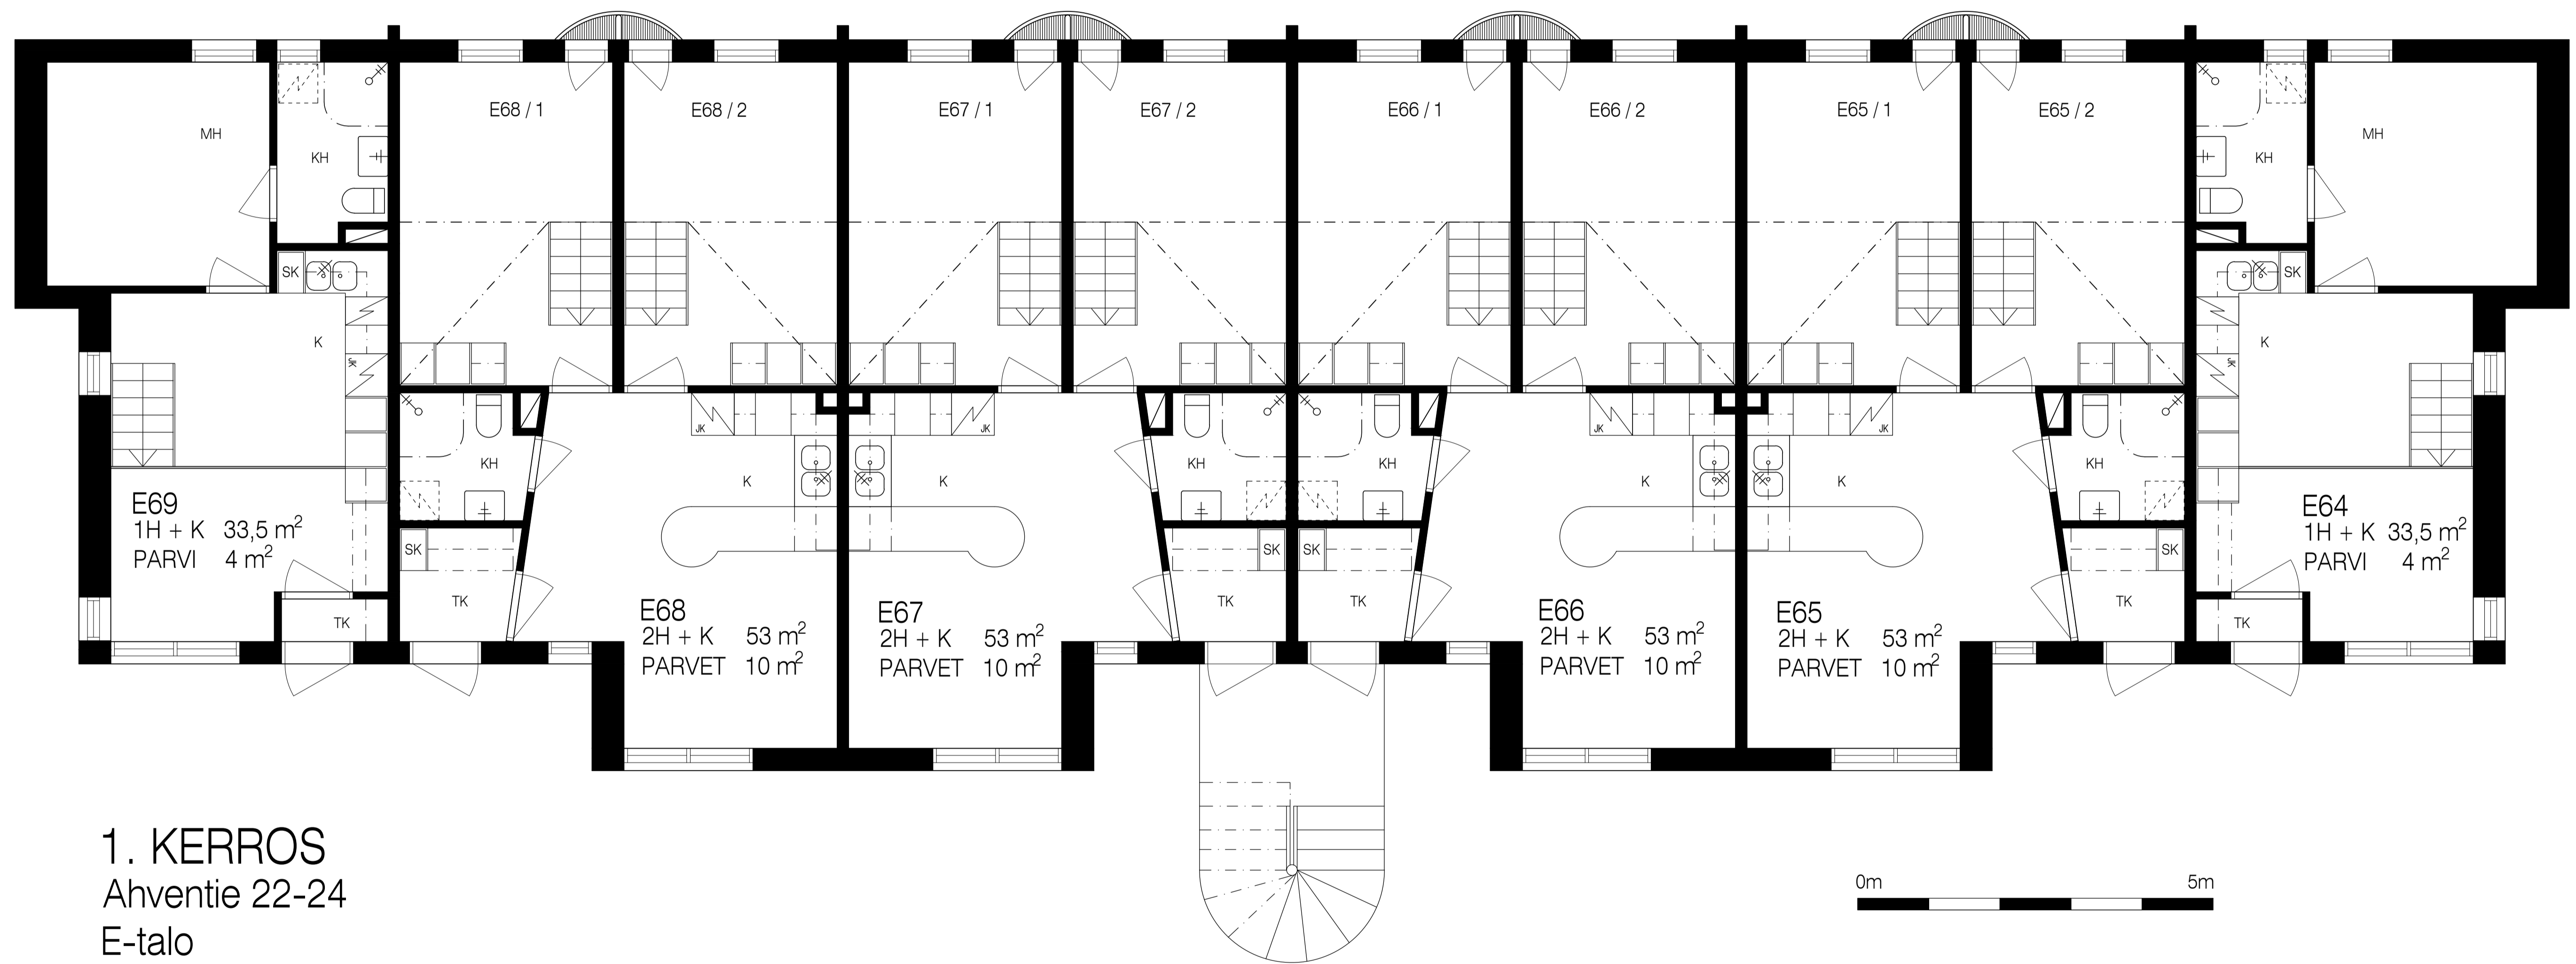 E68 / 1
E68 / 2
E67 / 1
E67 / 2
E66 / 1
E66 / 2
E65 / 1
E65 / 2
MH
KH
KH
MH
SK
SK
K
JK
K
JK
JK
JK
JK
JK
KH
K
K
KH
KH
K
K
KH
E69
1H + K 33,5 m²
PARVI 4 m²
E64
1H + K 33,5 m²
PARVI 4 m²
SK
SK
SK
SK
TK
TK
TK
TK
TK
TK
E68
2H + K 53 m²
PARVET 10 m²
E67
2H + K 53 m²
PARVET 10 m²
E66
2H + K 53 m²
PARVET 10 m²
E65
2H + K 53 m²
PARVET 10 m²
1. KERROS
Ahventie 22-24
E-talo
0m 5m